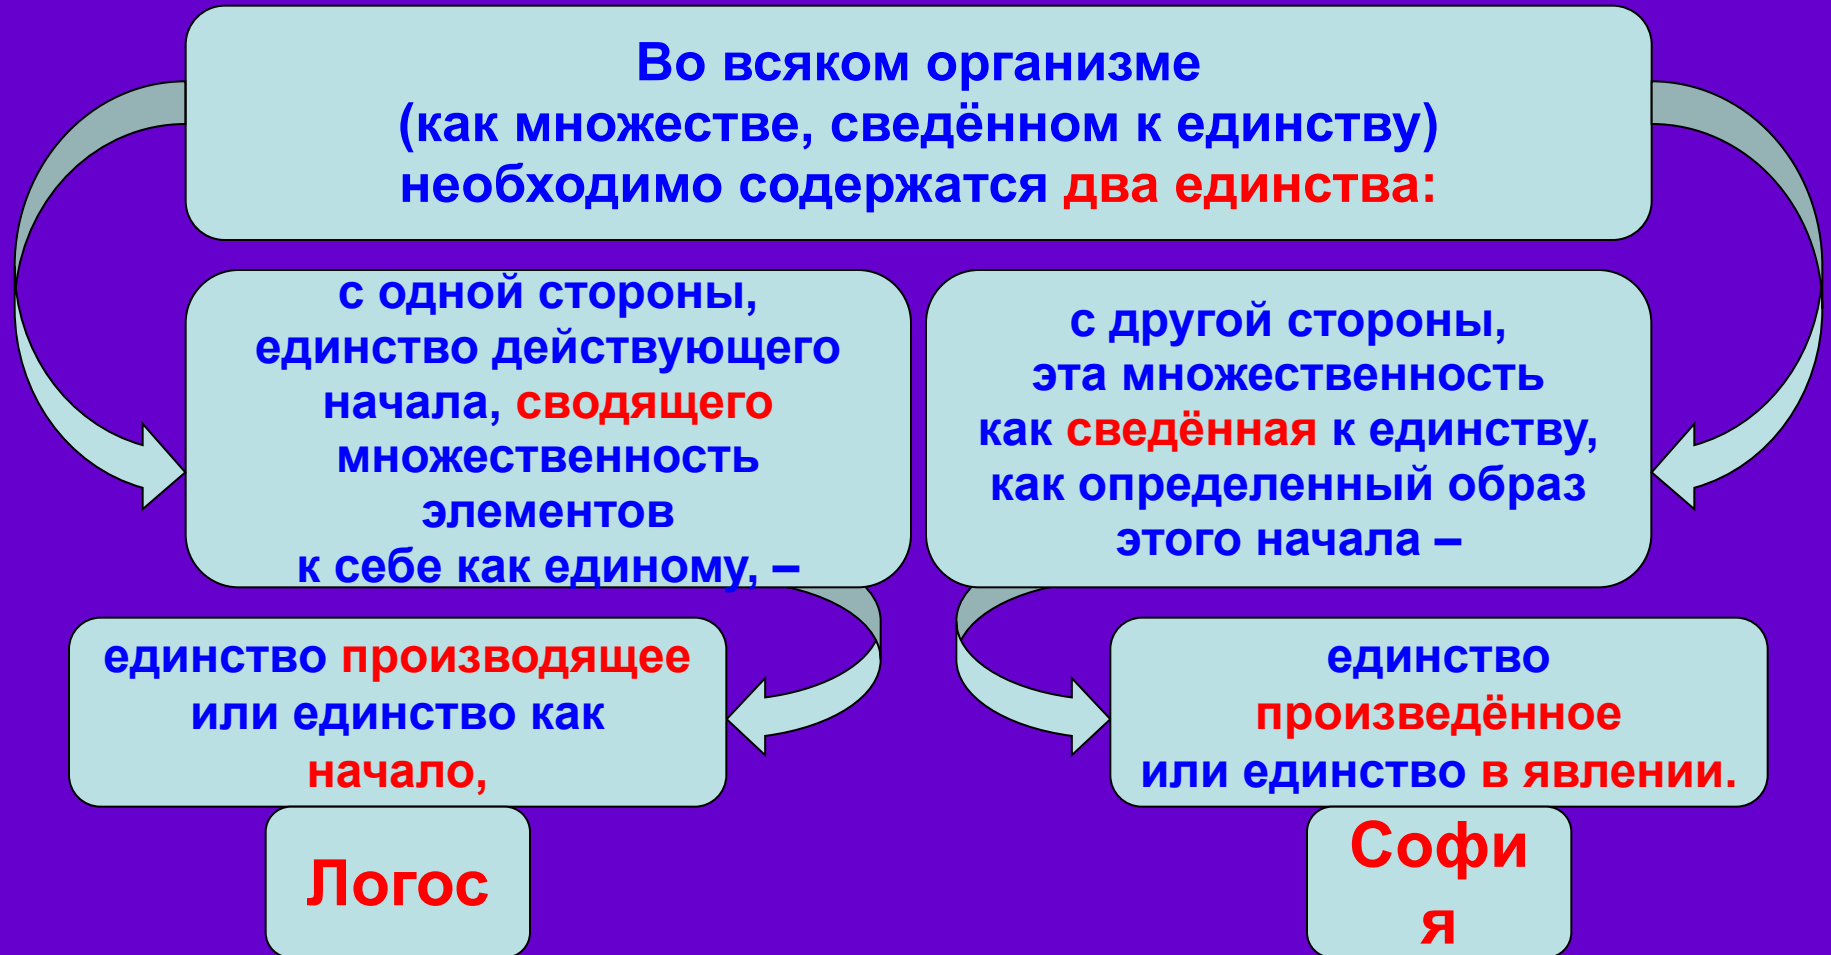 Во всяком организме
(как множестве, сведённом к единству)
необходимо содержатся два единства:
с одной стороны,
единство действующего
начала, сводящего
множественность
элементов
к себе как единому, –
с другой стороны,
эта множественность
как сведённая к единству,
как определенный образ
этого начала –
единство производящее
или единство как
начало,
единство
произведённое
или единство в явлении.
Логос
Софи
я